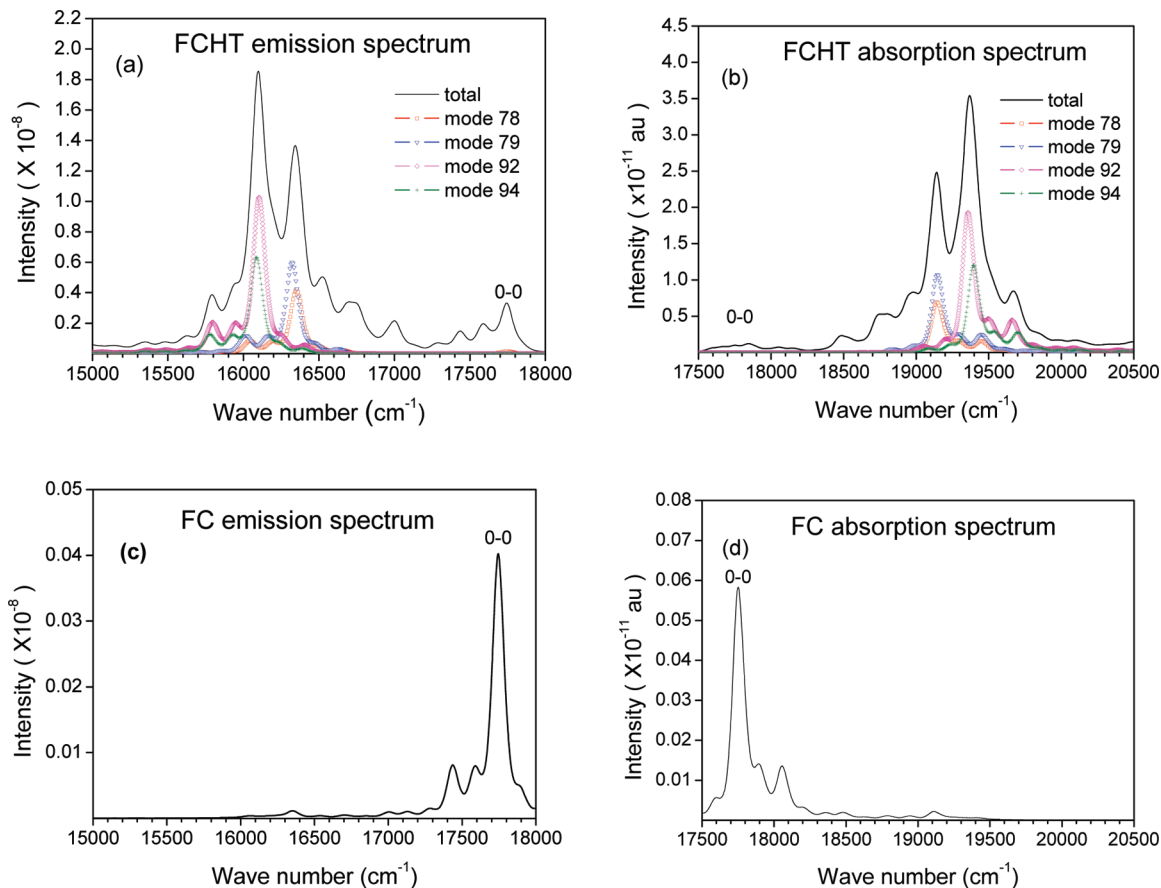 FCHT emission spectrum
(a)
total
mode 78
mode 79
mode 92
mode 94
0-0
2.2
2.0
1.8
1.6
1.4
1.2
1.0
0.8
0.6
0.4
0.2
Intensity ( X 10-8)
15000 15500 16000 16500 17000 17500 18000
Wave number (cm-1)
FCHT absorption spectrum
(b)
total
mode 78
mode 79
mode 92
mode 94
0-0
4.5
4.0
3.5
3.0
2.5
2.0
1.5
1.0
0.5
Intensity ( x10-11 au)
17500 18000 18500 19000 19500 20000 20500
Wave number (cm-1)
FC emission spectrum
(c)
0-0
0.05
0.04
0.03
0.02
0.01
Intensity ( X10-8)
15000 15500 16000 16500 17000 17500 18000
Wave number (cm-1)
FC absorption spectrum
(d)
0-0
0.08
0.07
0.06
0.05
0.04
0.03
0.02
0.01
Intensity ( X10-11 au)
17500 18000 18500 19000 19500 20000 20500
Wave number (cm-1)